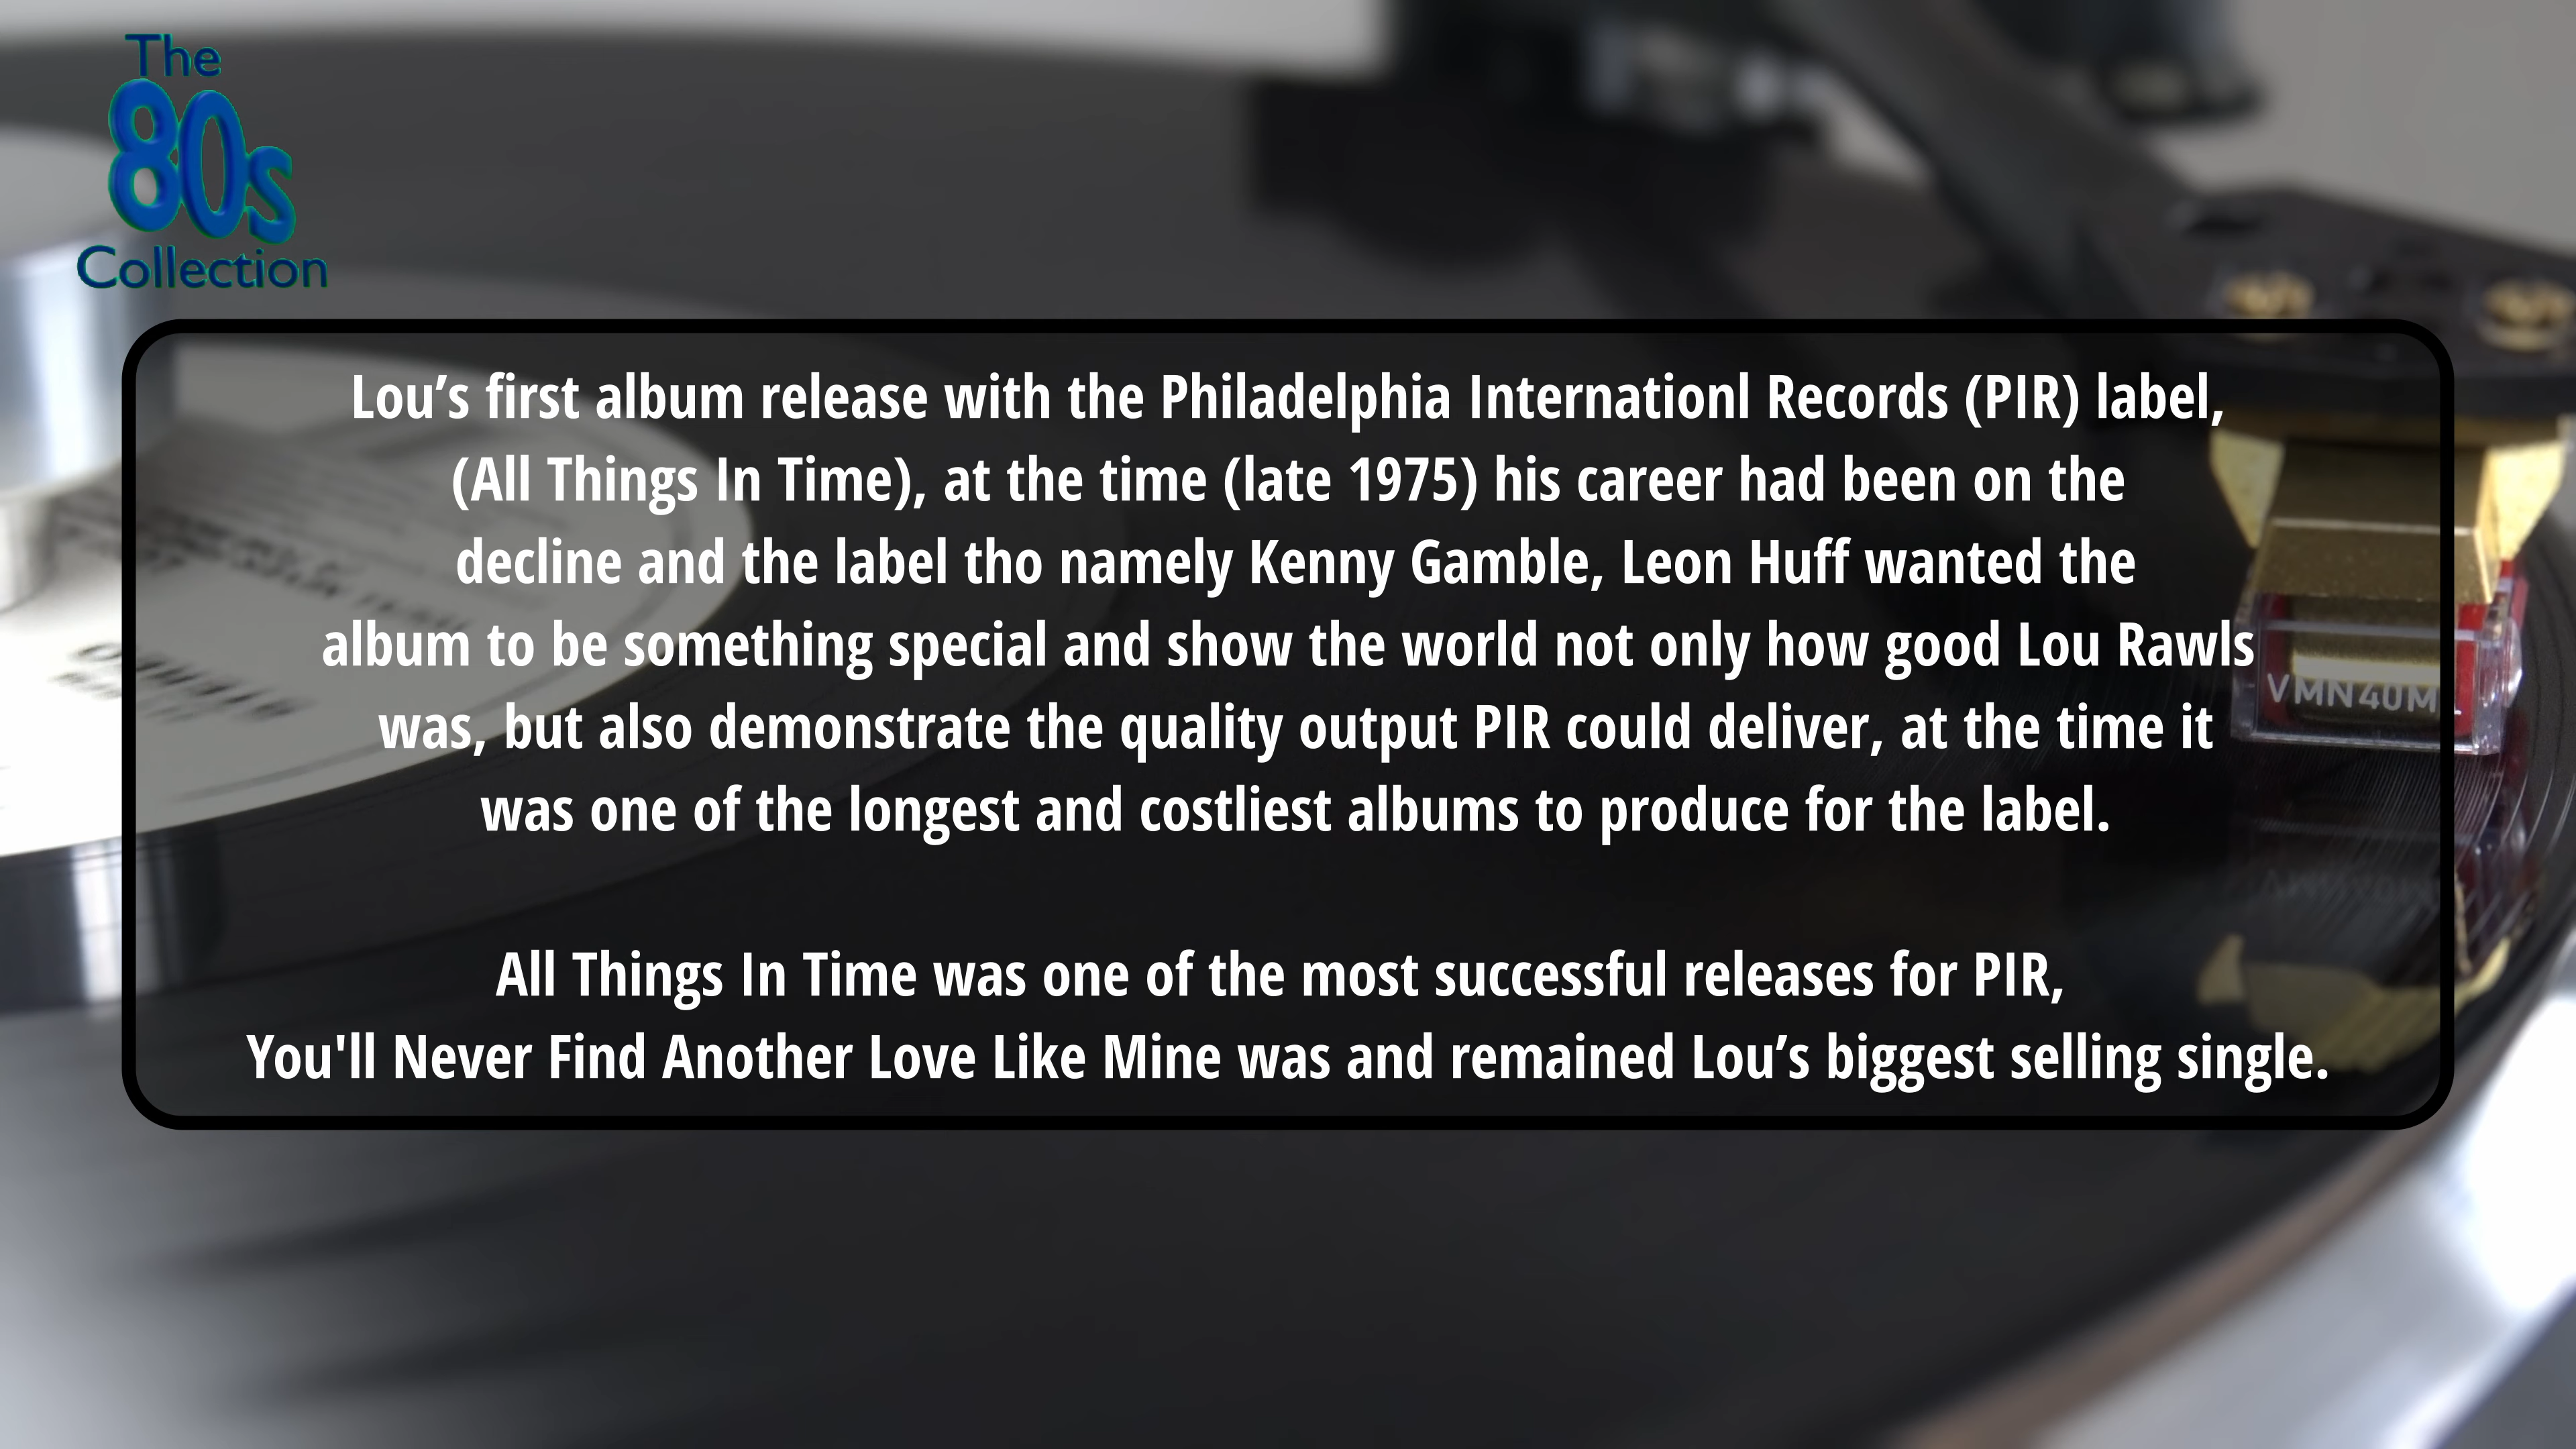 The
80s
Collection
Lou’s first album release with the Philadelphia Internationl Records (PIR) label,
(All Things In Time), at the time (late 1975) his career had been on the
decline and the label tho namely Kenny Gamble, Leon Huff wanted the
album to be something special and show the world not only how good Lou Rawls
was, but also demonstrate the quality output PIR could deliver, at the time it
was one of the longest and costliest albums to produce for the label.
All Things In Time was one of the most successful releases for PIR,
You'll Never Find Another Love Like Mine was and remained Lou’s biggest selling single.
VMN40ML